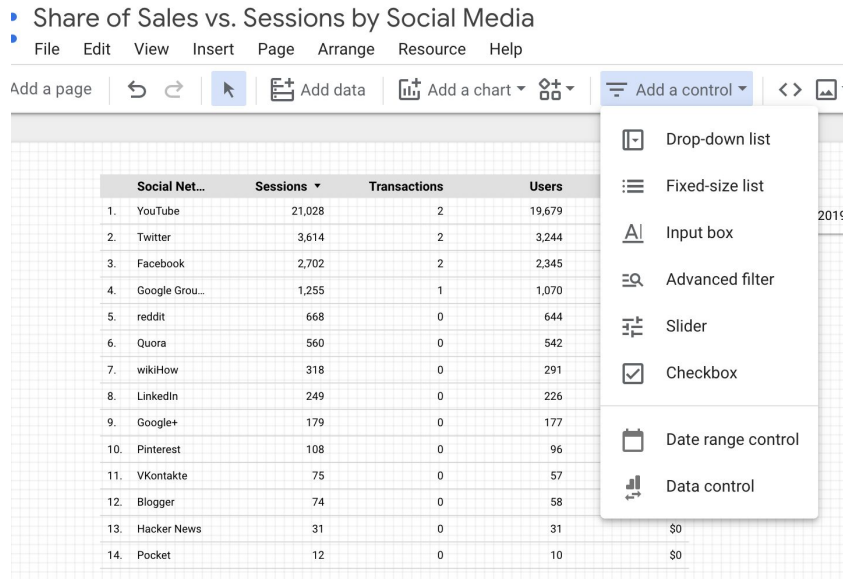 Share of Sales vs. Sessions by Social Media
File Edit View Insert Page Arrange Resource Help
Add a page Add data Add a chart Add a control
Drop-down list
Fixed-size list
Input box
Advanced filter
Slider
Checkbox
Date range control
Data control
Social Net... Sessions Transactions Users
1. YouTube 21,028 2 19,679
2019
2. Twitter 3,614 2 3,244
3. Facebook 2,702 2 2,345
4. Google Grou... 1,255 1 1,070
5. reddit 668 0 644
6. Quora 560 0 542
7. wikiHow 318 0 291
8. LinkedIn 249 0 226
9. Google+ 179 0 177
10. Pinterest 108 0 96
11. VKontakte 75 0 57
12. Blogger 74 0 58
13. Hacker News 31 0 31 $0
14. Pocket 12 0 10 $0